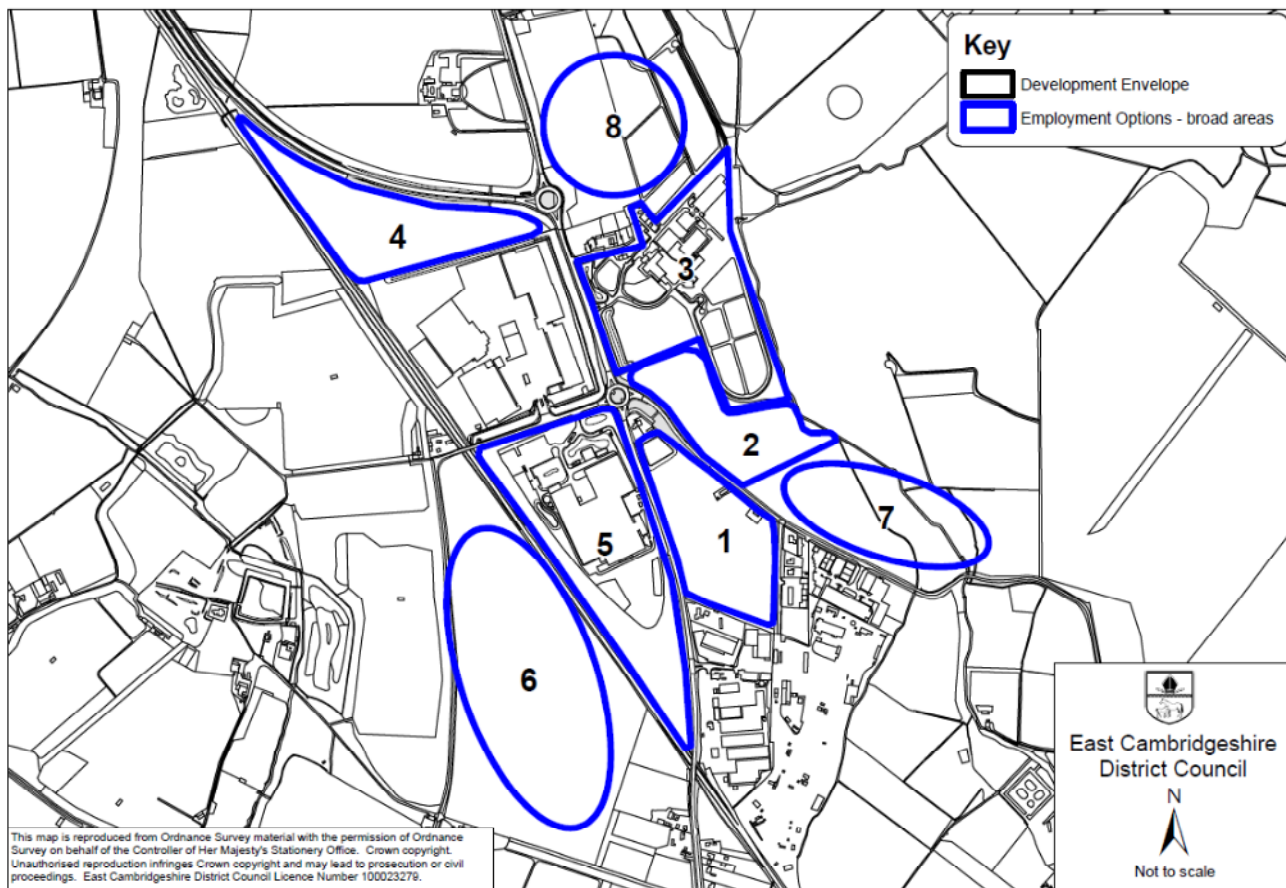 Key
Development Envelope
Employment Options - broad areas
8
4
3
2
7
1
5
6
East Cambridgeshire
District Council
N
Not to scale
This map is reproduced from Ordnance Survey material with the permission of Ordnance
Survey on behalf of the Controller of Her Majesty's Stationery Office. Crown copyright.
Unauthorised reproduction infringes Crown copyright and may lead to prosecution or civil
proceedings. East Cambridgeshire District Council Licence Number 100023279.